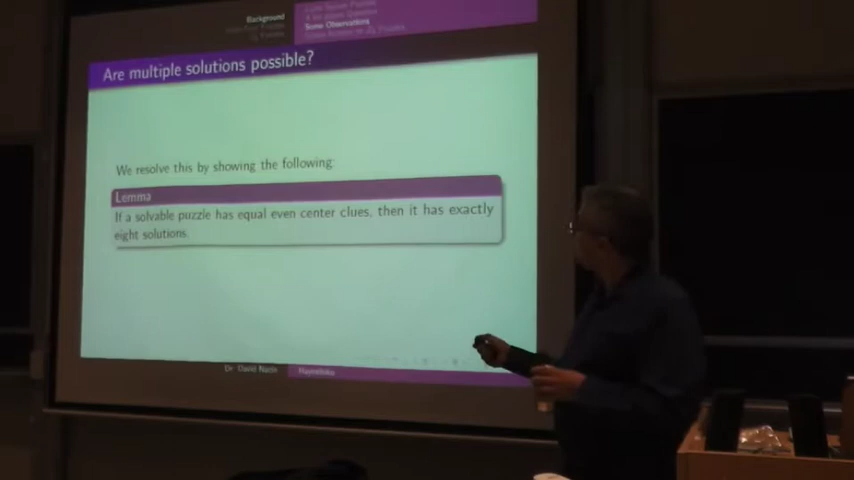 Background
Some Observations
Are multiple solutions possible?
We resolve this by showing the following:
Lemma
If a solvable puzzle has equal even center clues, then it has exactly
eight solutions.
Dr. David Nacin